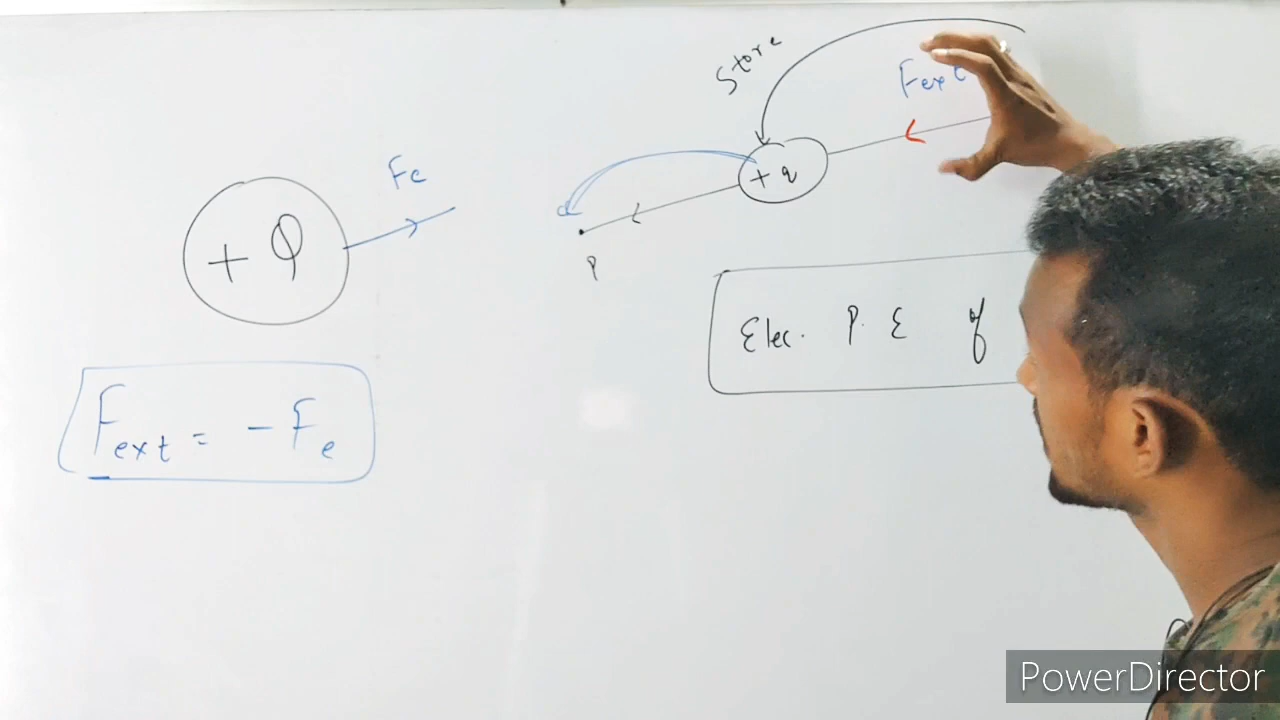 Store
Fext
Fe
+ Q
+ q
P
Elec. P. E of
Fext = - Fe
PowerDirector